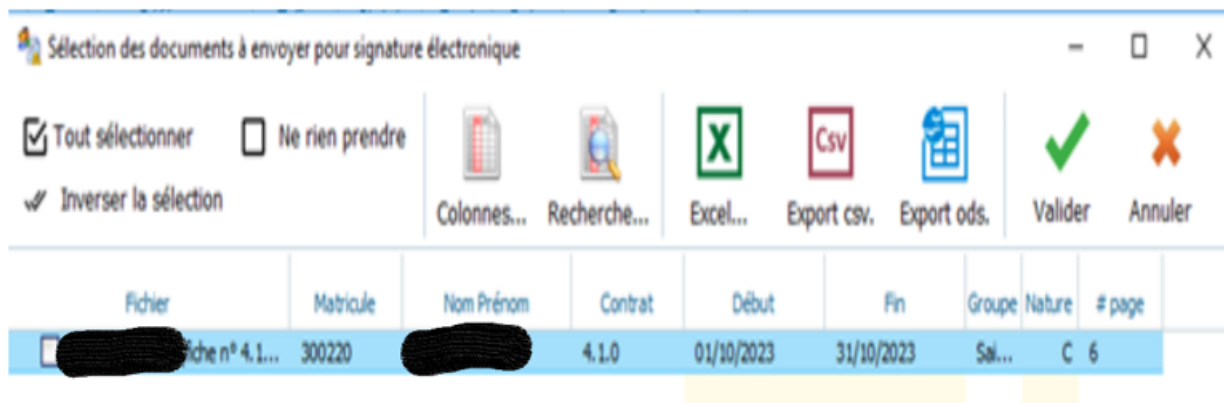 Sélection des documents à envoyer pour signature électronique
Tout sélectionner Ne rien prendre
Inverser la sélection
Colonnes... Recherche... Excel... Export csv. Export ods. Valider Annuler
Fichier Matricule Nom Prénom Contrat Début Fin Groupe Nature # page
fiche n° 4.1... 300220 4.1.0 01/10/2023 31/10/2023 Sai... C 6